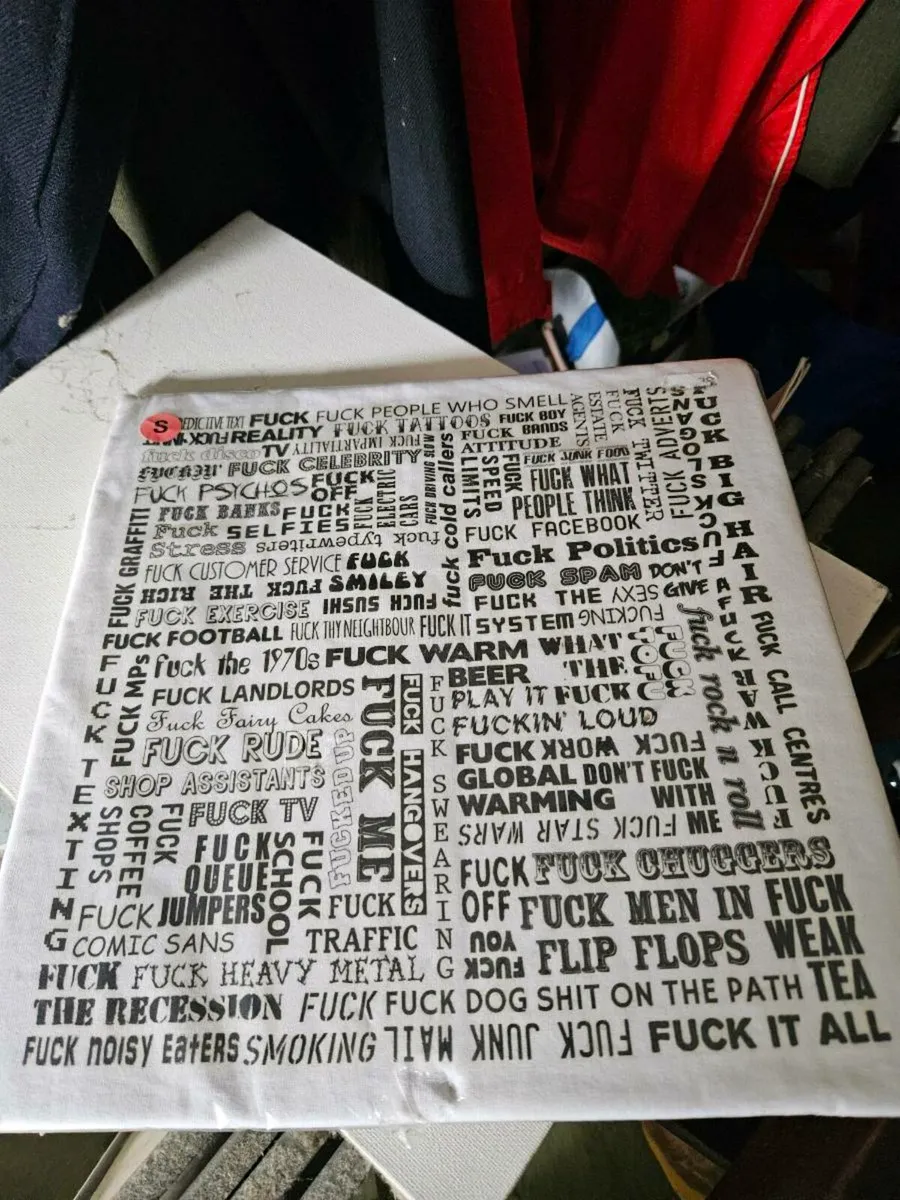 S
EDICTIVE TEXT FUCK FUCK PEOPLE WHO SMELL
REALITY FUCK TATTOOS FUCK BOY BANDS
TV FUCK IMPARTIALITY
FUCK ATTITUDE
FUCK ESTATE AGENTS
FUCK TWITTER
FUCK ADVERTS
fuck disco
FUCKIN' FUCK CELEBRITY
FUCK DRIVING SLOW
fuck cold callers
FUCK SPEED LIMITS
FUCK JUNK FOOD
FUCK WHAT
PEOPLE THINK
FUCK SLOGANS
FUCK BIG HAIR
FUCK PSYCHOS FUCK OFF
FUCK ELECTRIC CARS
FUCK BANKS FUCK
Fuck SELFIES
Stress fuck typewriters
FUCK FACEBOOK
Fuck Politics
FUCK GRAFFITI
FUCK CUSTOMER SERVICE FUCK
FUCK THE RICH SMILEY
FUCK SPAM DON'T
GIVE A FUCK
FUCK EXERCISE FUCK SUSHI
FUCK THE SEXY
FUCK FOOTBALL FUCK THY NEIGHBOUR FUCK IT SYSTEM FUCKING
FUCK MPs
fuck the 1970s FUCK WARM BEER
WHAT THE FUCK
FUCK TOFU
fuck rock n roll
FUCK WAR
FUCK CALL CENTRES
FUCK TEXTING
FUCK LANDLORDS
Fuck Fairy Cakes
FUCK RUDE
SHOP ASSISTANTS
FUCKED UP
FUCK ME
FUCK HANGOVERS
FUCK SWEARING
PLAY IT
FUCKIN' LOUD
FUCK WORK
FUCK
GLOBAL
WARMING
DON'T FUCK
WITH
ME
FUCK STAR WARS
FUCK COFFEE SHOPS
FUCK TV
FUCK
QUEUE
JUMPERS
FUCK SCHOOL
FUCK
TRAFFIC
FUCK
OFF
FUCK YOU
FUCK CHUGGERS
FUCK MEN IN
FLIP FLOPS
FUCK
WEAK
TEA
FUCK
COMIC SANS
FUCK FUCK HEAVY METAL
THE RECESSION FUCK FUCK DOG SHIT ON THE PATH
FUCK noisy EatERS SMOKING FUCK JUNK MAIL FUCK IT ALL